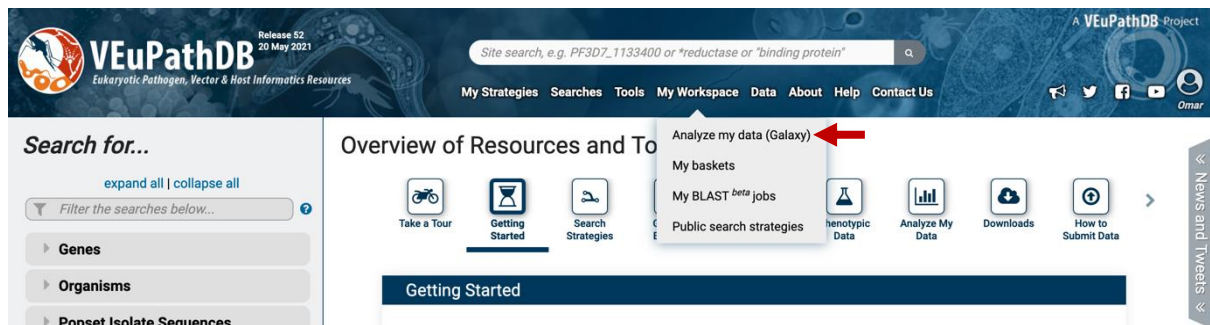 Release 52
20 May 2021
VEuPathDB
Eukaryotic Pathogen, Vector & Host Informatics Resources
A VEuPathDB Project
Site search, e.g. PF3D7_1133400 or *reductase or "binding protein"
My Strategies Searches Tools My Workspace Data About Help Contact Us
Omar
Analyze my data (Galaxy)
My baskets
My BLAST beta jobs
Public search strategies
Search for...
expand all | collapse all
Filter the searches below...
Genes
Organisms
Popset Isolate Sequences
Overview of Resources and To
Take a Tour
Getting
Started
Search
Strategies
henotypic
Data
Analyze My
Data
Downloads
How to
Submit Data
Getting Started
News and Tweets